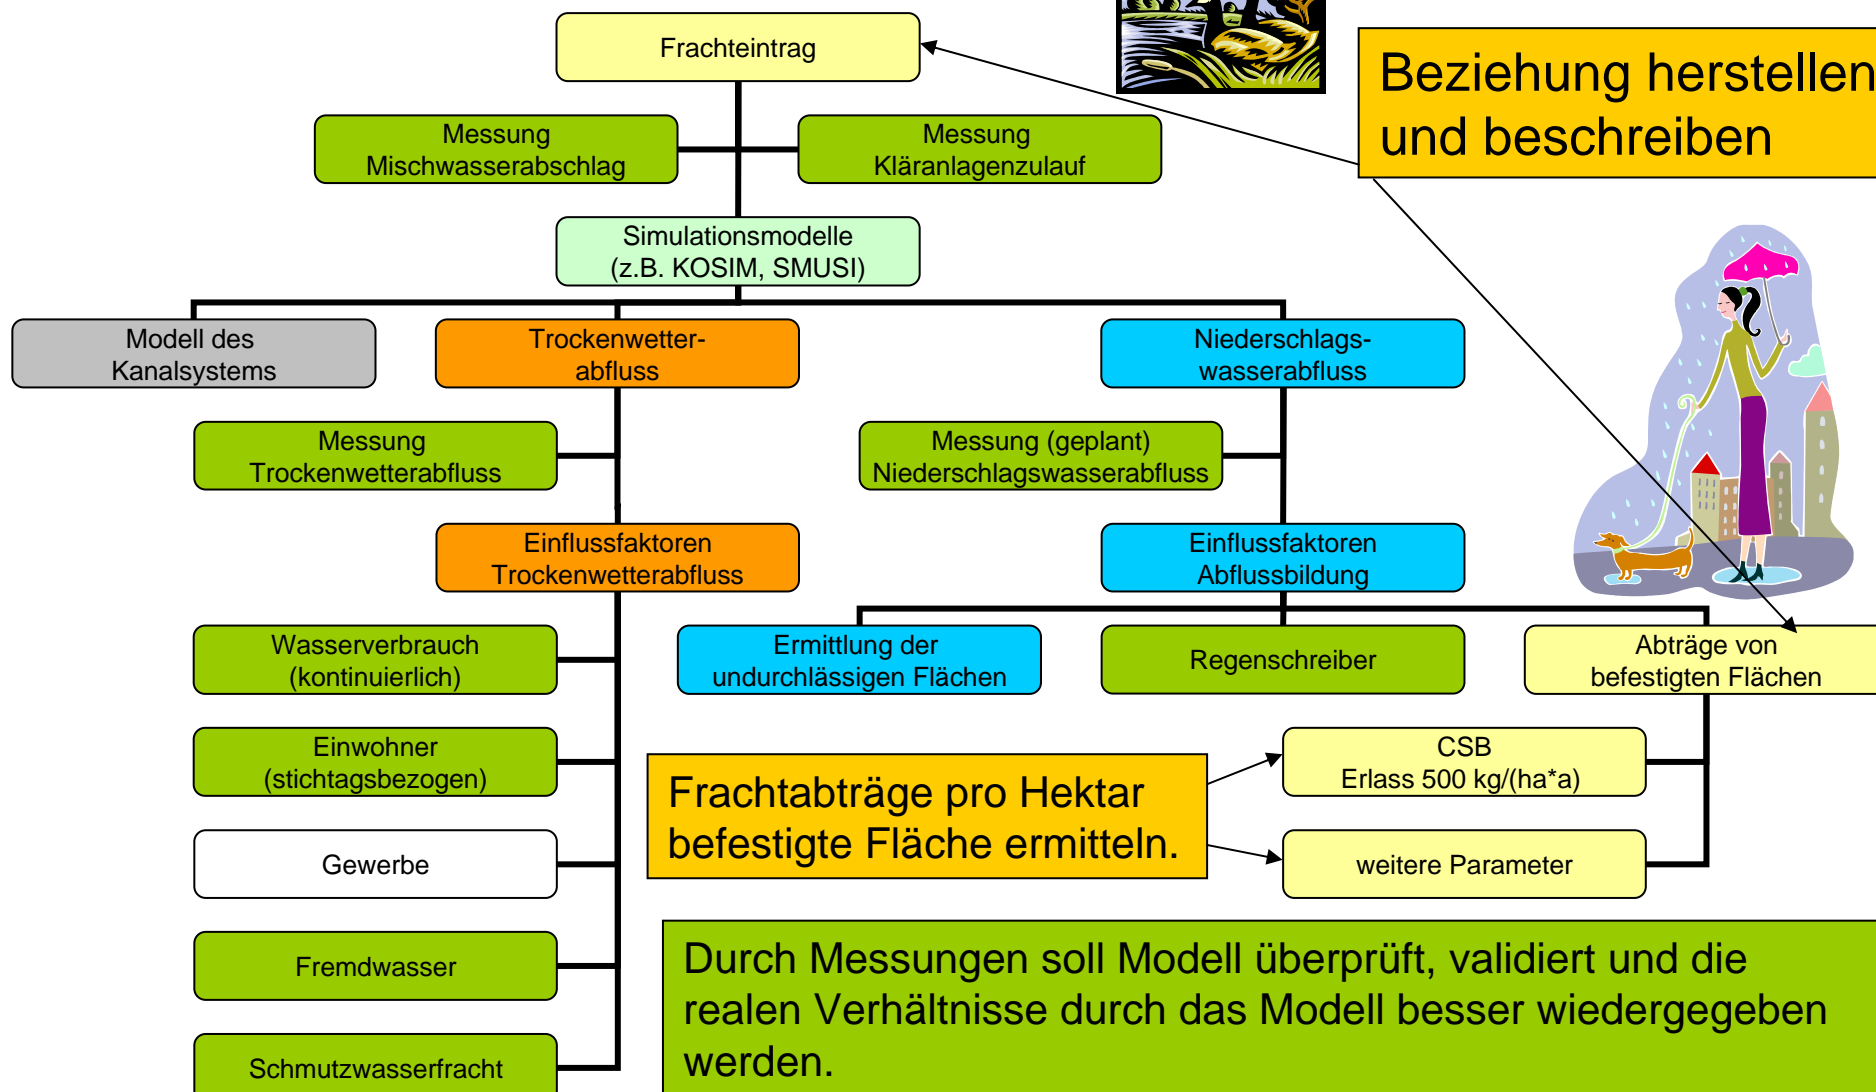 Frachteintrag
Beziehung herstellen
und beschreiben
Messung
Mischwasserabschlag
Messung
Kläranlagenzulauf
Simulationsmodelle
(z.B. KOSIM, SMUSI)
Modell des
Kanalsystems
Trockenwetter-
abfluss
Niederschlags-
wasserabfluss
Messung
Trockenwetterabfluss
Messung (geplant)
Niederschlagswasserabfluss
Einflussfaktoren
Trockenwetterabfluss
Einflussfaktoren
Abflussbildung
Wasserverbrauch
(kontinuierlich)
Ermittlung der
undurchlässigen Flächen
Regenschreiber
Abträge von
befestigten Flächen
Einwohner
(stichtagsbezogen)
Frachtabträge pro Hektar
befestigte Fläche ermitteln.
CSB
Erlass 500 kg/(ha*a)
Gewerbe
weitere Parameter
Fremdwasser
Schmutzwasserfracht
Durch Messungen soll Modell überprüft, validiert und die
realen Verhältnisse durch das Modell besser wiedergegeben
werden.